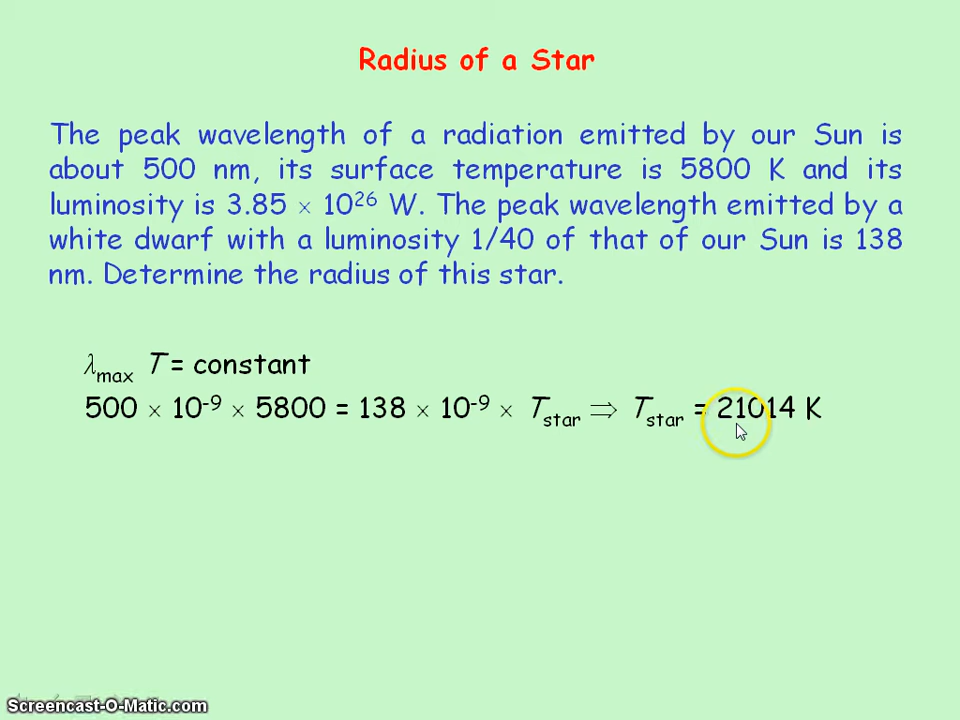 Radius of a Star
The peak wavelength of a radiation emitted by our Sun is
about 500 nm, its surface temperature is 5800 K and its
luminosity is 3.85 × 10²⁶ W. The peak wavelength emitted by a
white dwarf with a luminosity 1/40 of that of our Sun is 138
nm. Determine the radius of this star.
λmax T = constant
500 × 10⁻⁹ × 5800 = 138 × 10⁻⁹ × Tstar ⇒ Tstar = 21014 K
Screencast-O-Matic.com